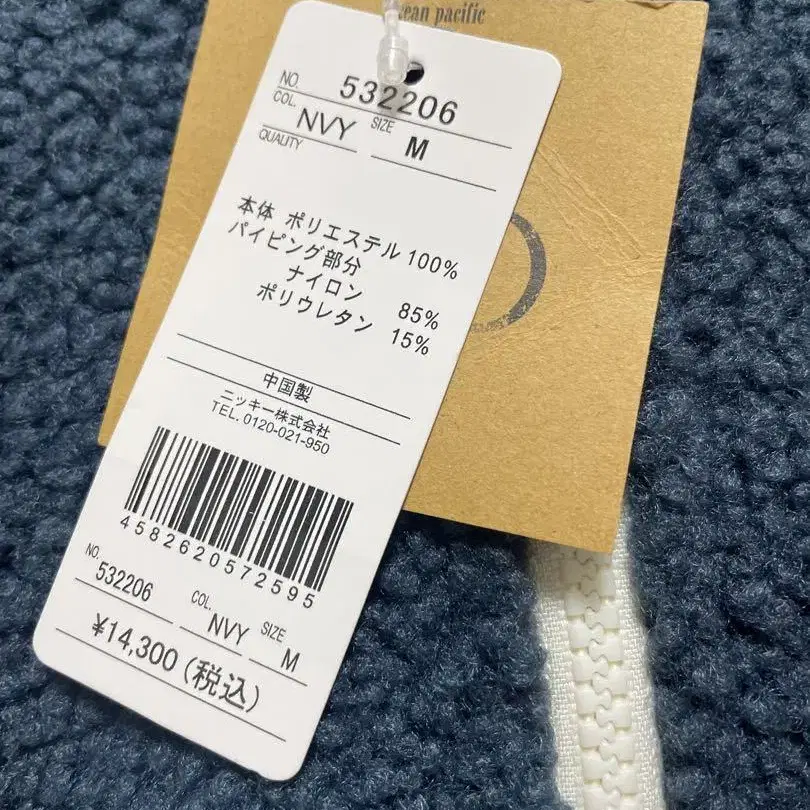 ocean pacific
NO. 532206
COL. NVY SIZE M
QUALITY
本体 ポリエステル 100%
パイピング部分
ナイロン 85%
ポリウレタン 15%
中国製
ニッキー株式会社
TEL. 0120-021-950
4582620572595
NO. 532206 COL. NVY SIZE M
¥14,300(税込)